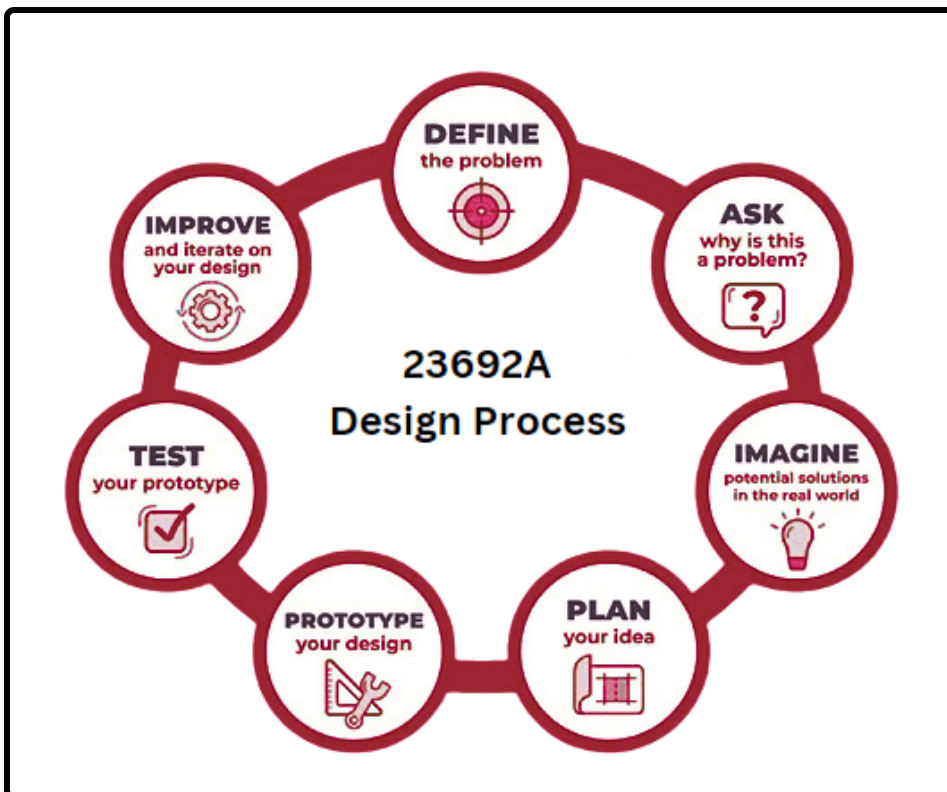 DEFINE
the problem
ASK
why is this
a problem?
?
IMAGINE
potential solutions
in the real world
PLAN
your idea
PROTOTYPE
your design
TEST
your prototype
IMPROVE
and iterate on
your design
23692A
Design Process